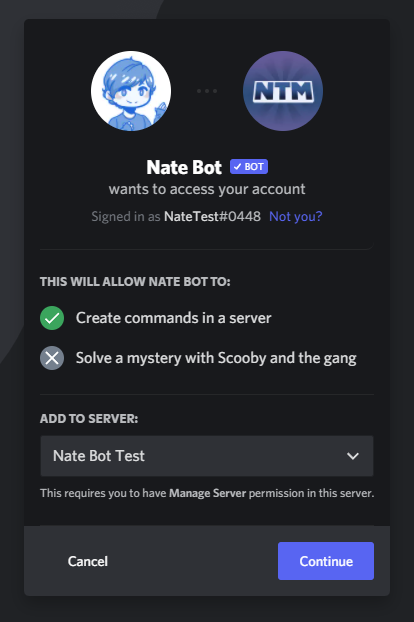 NTM
Nate Bot ✓ BOT
wants to access your account
Signed in as NateTest#0448 Not you?
THIS WILL ALLOW NATE BOT TO:
Create commands in a server
Solve a mystery with Scooby and the gang
ADD TO SERVER:
Nate Bot Test
This requires you to have Manage Server permission in this server.
Cancel Continue